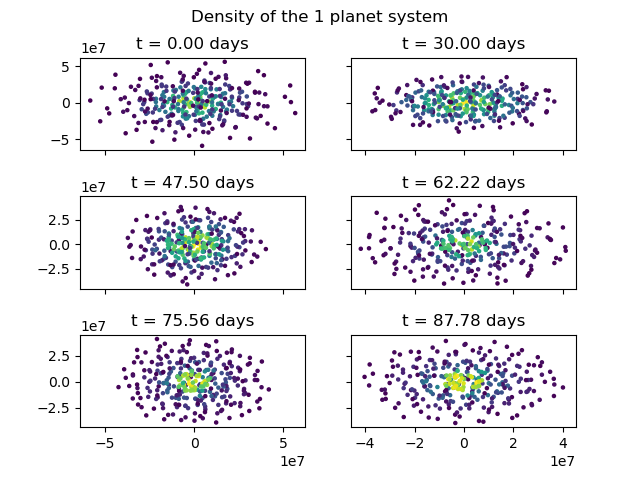 Density of the 1 planet system
1e7
t = 0.00 days
t = 30.00 days
5
0
−5
1e7
t = 47.50 days
t = 62.22 days
2.5
0.0
−2.5
1e7
t = 75.56 days
t = 87.78 days
2.5
0.0
−2.5
−5 0 5
−4 −2 0 2 4
1e7
1e7